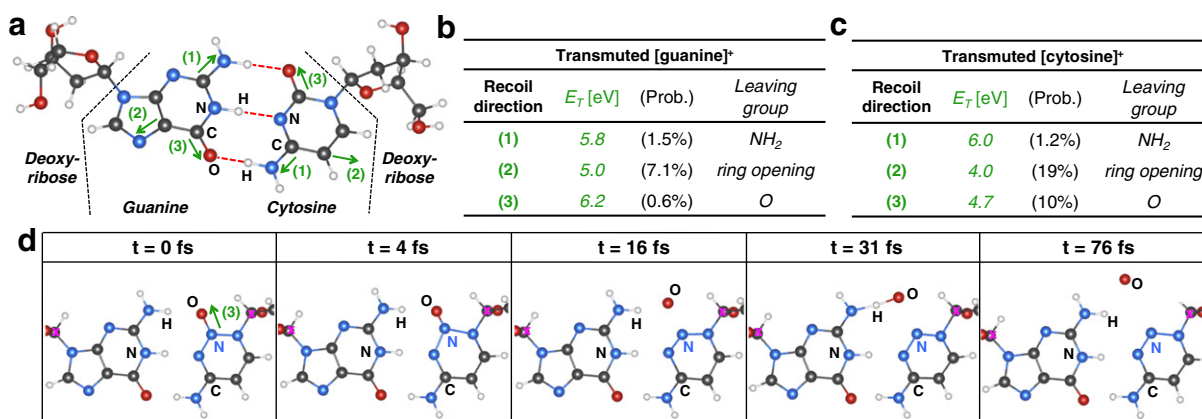 a
(1)
H
(3)
N
N
(2)
C
C
(3)
O
H
(1)
(2)
Deoxy-
ribose
Deoxy-
ribose
Guanine
Cytosine
b
Transmuted [guanine]⁺
Recoil direction E_T [eV] (Prob.) Leaving group
(1) 5.8 (1.5%) NH₂
(2) 5.0 (7.1%) ring opening
(3) 6.2 (0.6%) O
c
Transmuted [cytosine]⁺
Recoil direction E_T [eV] (Prob.) Leaving group
(1) 6.0 (1.2%) NH₂
(2) 4.0 (19%) ring opening
(3) 4.7 (10%) O
d
t = 0 fs t = 4 fs t = 16 fs t = 31 fs t = 76 fs
O (3)
H
N N
C
O
H
N N
C
O
H
N N
C
O
H
N N
C
O
H
N N
C